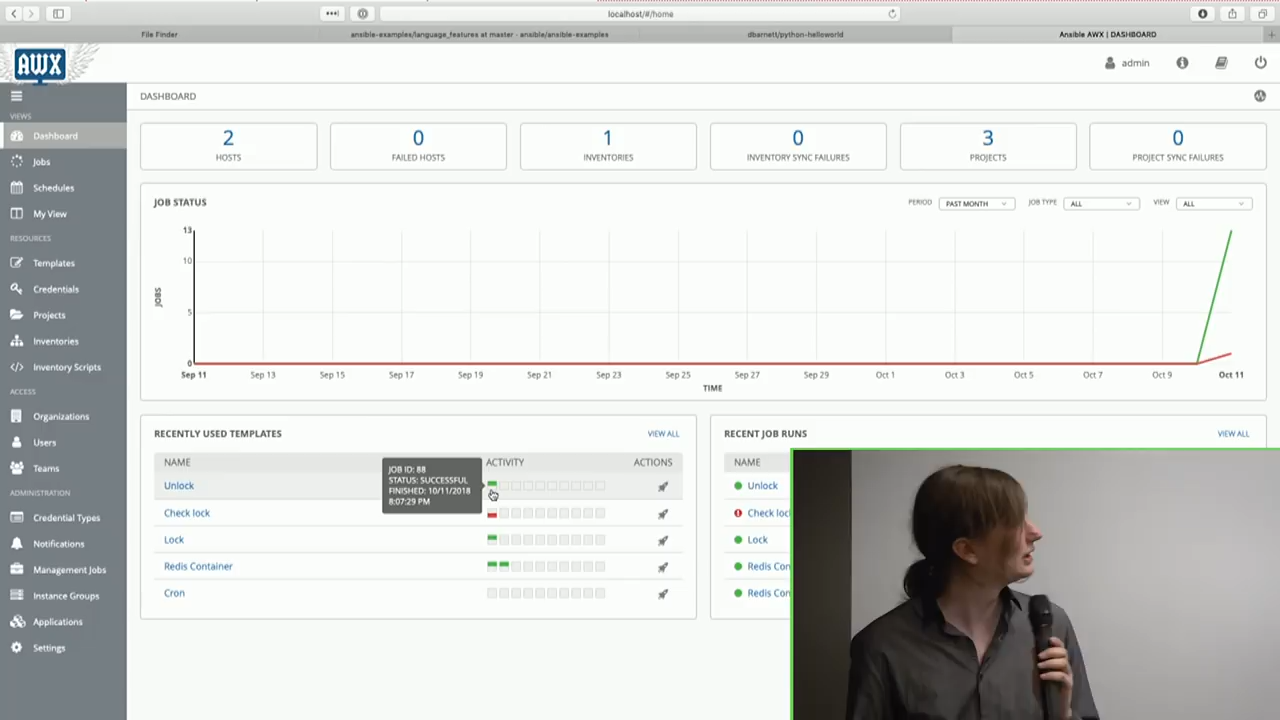 localhost/#/home
File Finder
ansible-examples/language_features at master · ansible/ansible-examples
dbarnett/python-helloworld
Ansible AWX | DASHBOARD
AWX
admin
VIEWS
Dashboard
Jobs
Schedules
My View
RESOURCES
Templates
Credentials
Projects
Inventories
Inventory Scripts
ACCESS
Organizations
Users
Teams
ADMINISTRATION
Credential Types
Notifications
Management Jobs
Instance Groups
Applications
Settings
DASHBOARD
2
HOSTS
0
FAILED HOSTS
1
INVENTORIES
0
INVENTORY SYNC FAILURES
3
PROJECTS
0
PROJECT SYNC FAILURES
JOB STATUS
PERIOD PAST MONTH JOB TYPE ALL VIEW ALL
13
10
5
0
JOBS
Sep 11 Sep 13 Sep 15 Sep 17 Sep 19 Sep 21 Sep 23 Sep 25 Sep 27 Sep 29 Oct 1 Oct 3 Oct 5 Oct 7 Oct 9 Oct 11
TIME
RECENTLY USED TEMPLATES VIEW ALL
NAME ACTIVITY ACTIONS
Unlock
Check lock
Lock
Redis Container
Cron
JOB ID: 88
STATUS: SUCCESSFUL
FINISHED: 10/11/2018
8:07:29 PM
RECENT JOB RUNS VIEW ALL
NAME
Unlock
Check loc
Lock
Redis Con
Redis Con